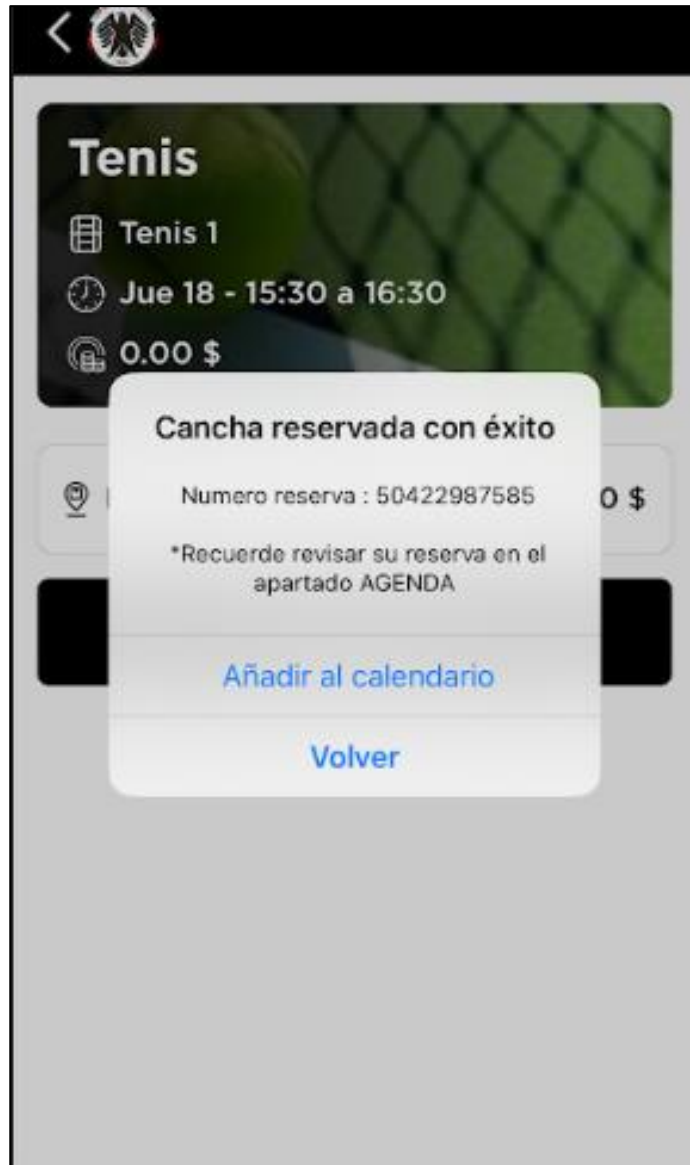 Tenis
Tenis 1
Jue 18 - 15:30 a 16:30
0.00 $
Cancha reservada con éxito
Numero reserva : 50422987585
0 $
*Recuerde revisar su reserva en el
apartado AGENDA
Añadir al calendario
Volver